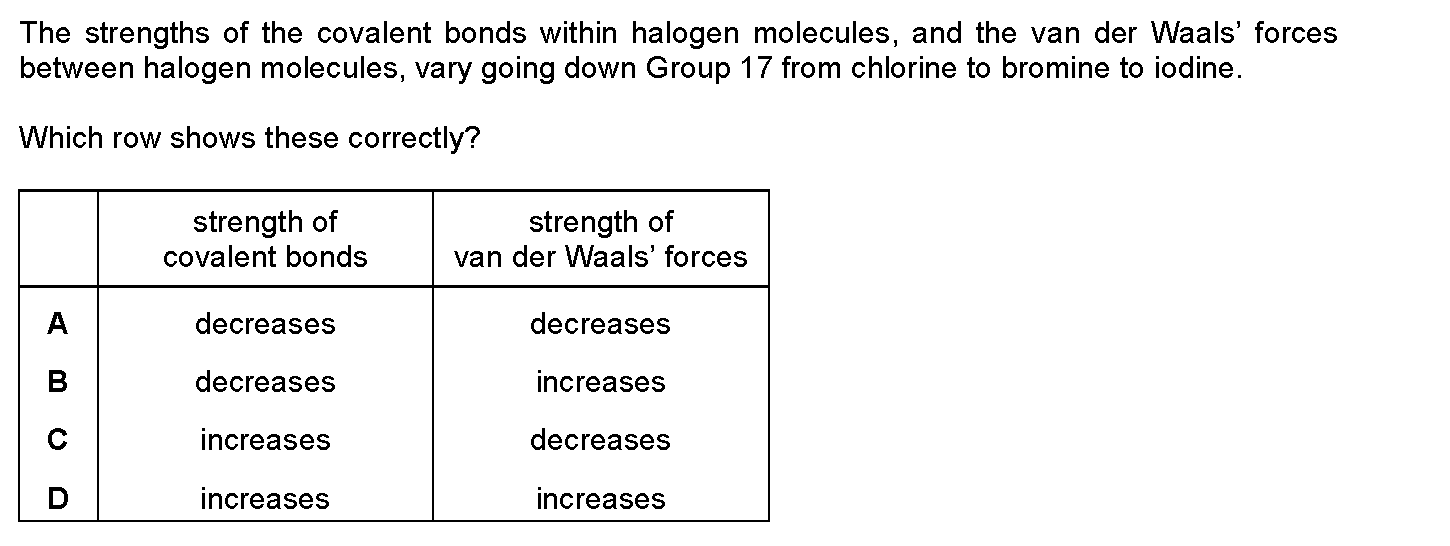 The strengths of the covalent bonds within halogen molecules, and the van der Waals’ forces
between halogen molecules, vary going down Group 17 from chlorine to bromine to iodine.
Which row shows these correctly?
strength of covalent bonds strength of van der Waals’ forces
A decreases decreases
B decreases increases
C increases decreases
D increases increases